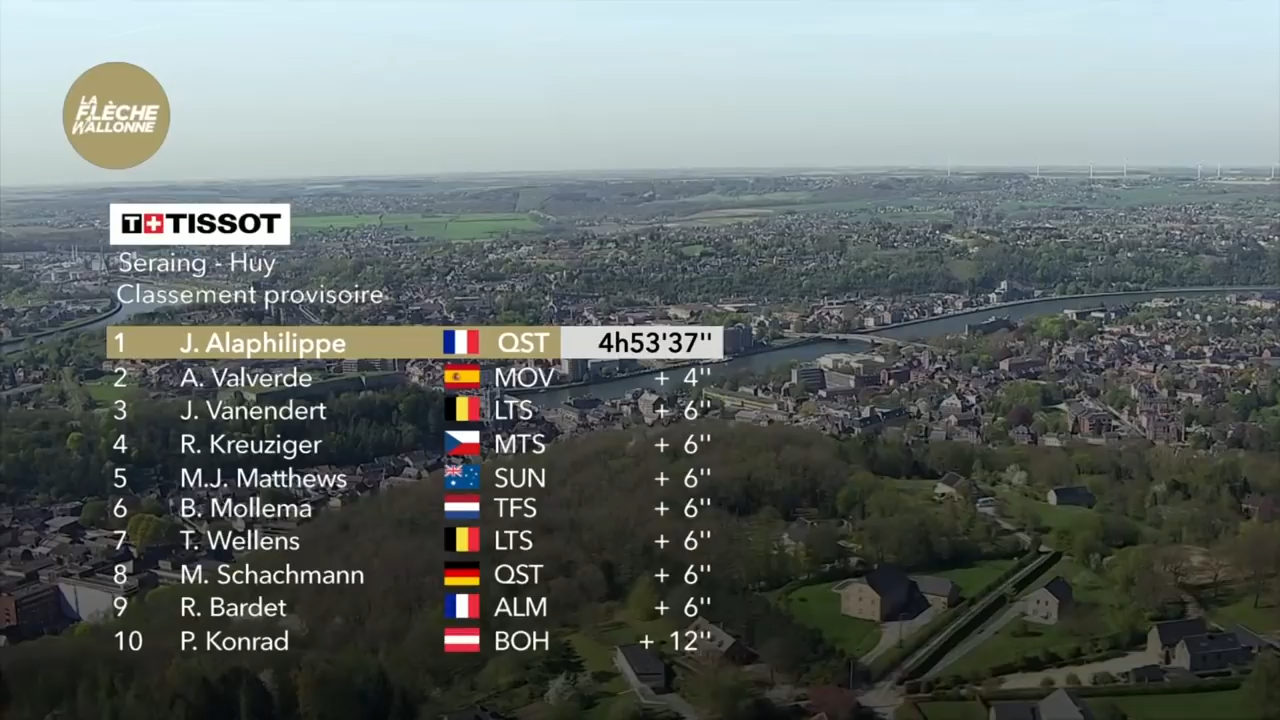 LA
FLÈCHE
WALLONNE
T+TISSOT
Seraing - Huy
Classement provisoire
1 J. Alaphilippe QST 4h53'37''
2 A. Valverde MOV + 4''
3 J. Vanendert LTS + 6''
4 R. Kreuziger MTS + 6''
5 M.J. Matthews SUN + 6''
6 B. Mollema TFS + 6''
7 T. Wellens LTS + 6''
8 M. Schachmann QST + 6''
9 R. Bardet ALM + 6''
10 P. Konrad BOH + 12''